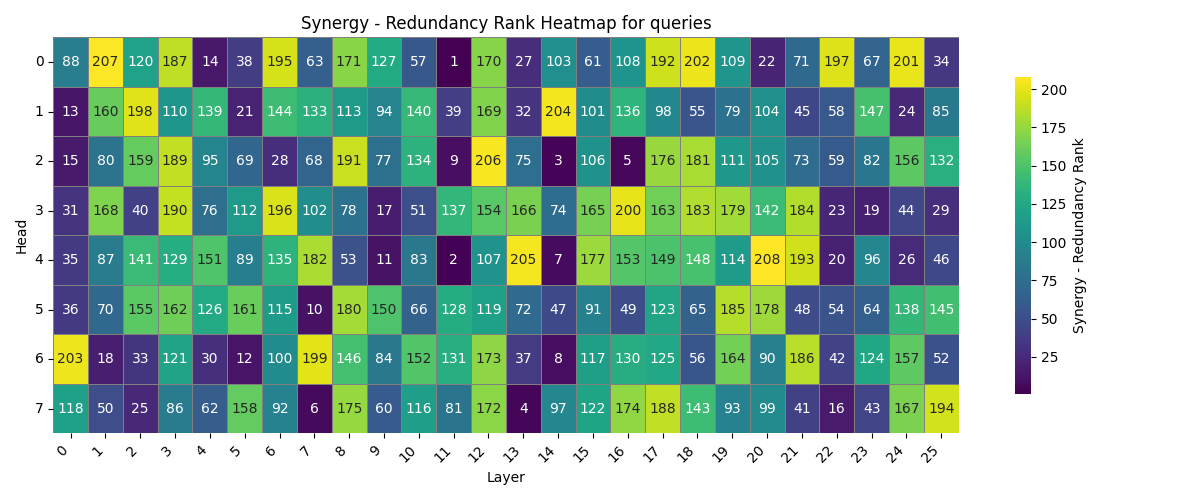 Synergy - Redundancy Rank Heatmap for queries
Head
0 88 207 120 187 14 38 195 63 171 127 57 1 170 27 103 61 108 192 202 109 22 71 197 67 201 34
1 13 160 198 110 139 21 144 133 113 94 140 39 169 32 204 101 136 98 55 79 104 45 58 147 24 85
2 15 80 159 189 95 69 28 68 191 77 134 9 206 75 3 106 5 176 181 111 105 73 59 82 156 132
3 31 168 40 190 76 112 196 102 78 17 51 137 154 166 74 165 200 163 183 179 142 184 23 19 44 29
4 35 87 141 129 151 89 135 182 53 11 83 2 107 205 7 177 153 149 148 114 208 193 20 96 26 46
5 36 70 155 162 126 161 115 10 180 150 66 128 119 72 47 91 49 123 65 185 178 48 54 64 138 145
6 203 18 33 121 30 12 100 199 146 84 152 131 173 37 8 117 130 125 56 164 90 186 42 124 157 52
7 118 50 25 86 62 158 92 6 175 60 116 81 172 4 97 122 174 188 143 93 99 41 16 43 167 194
0 1 2 3 4 5 6 7 8 9 10 11 12 13 14 15 16 17 18 19 20 21 22 23 24 25
Layer
200
175
150
125
100
75
50
25
Synergy - Redundancy Rank